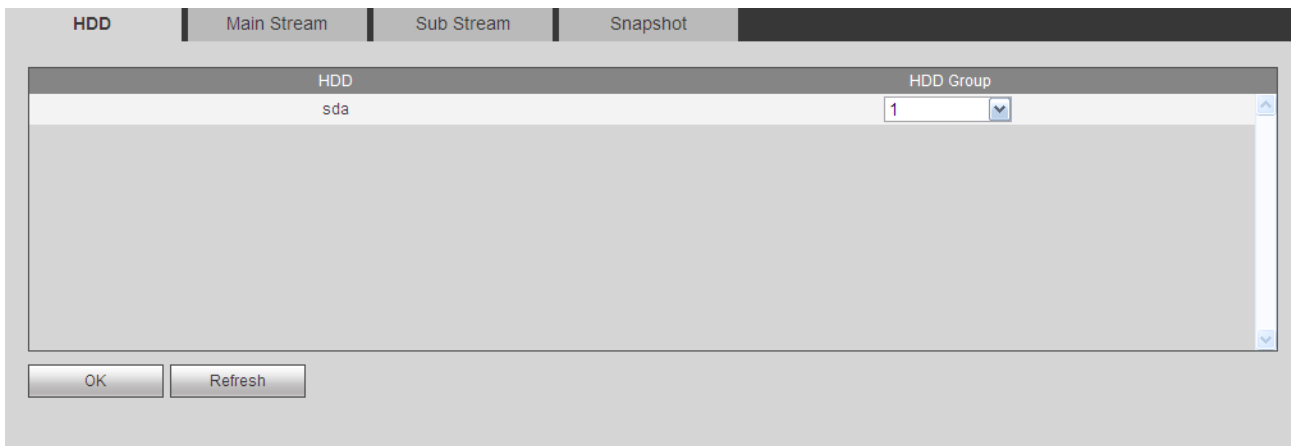 HDD Main Stream Sub Stream Snapshot
HDD HDD Group
sda 1
OK Refresh